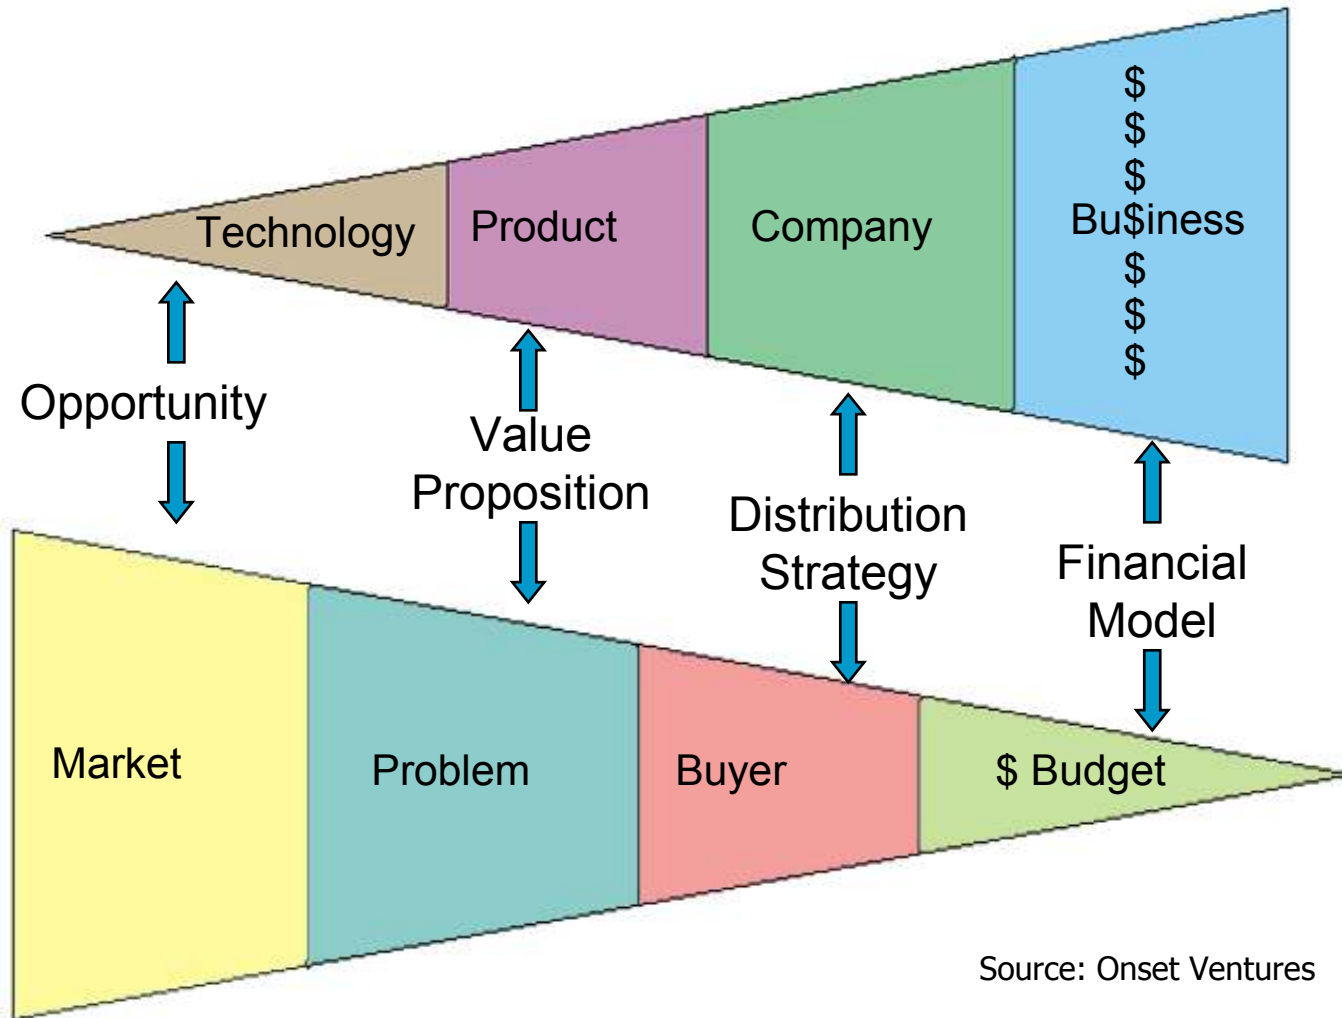 $
$
$
Technology Product Company Bu$iness
$
$
$
Opportunity
Value
Proposition
Distribution
Strategy
Financial
Model
Market Problem Buyer $ Budget
Source: Onset Ventures